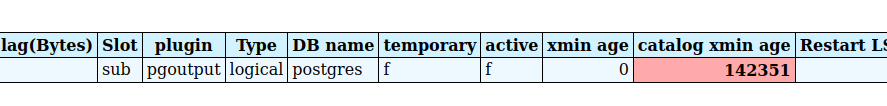 lag(Bytes) Slot plugin Type DB name temporary active xmin age catalog xmin age Restart LS
sub pgoutput logical postgres f f 0 142351